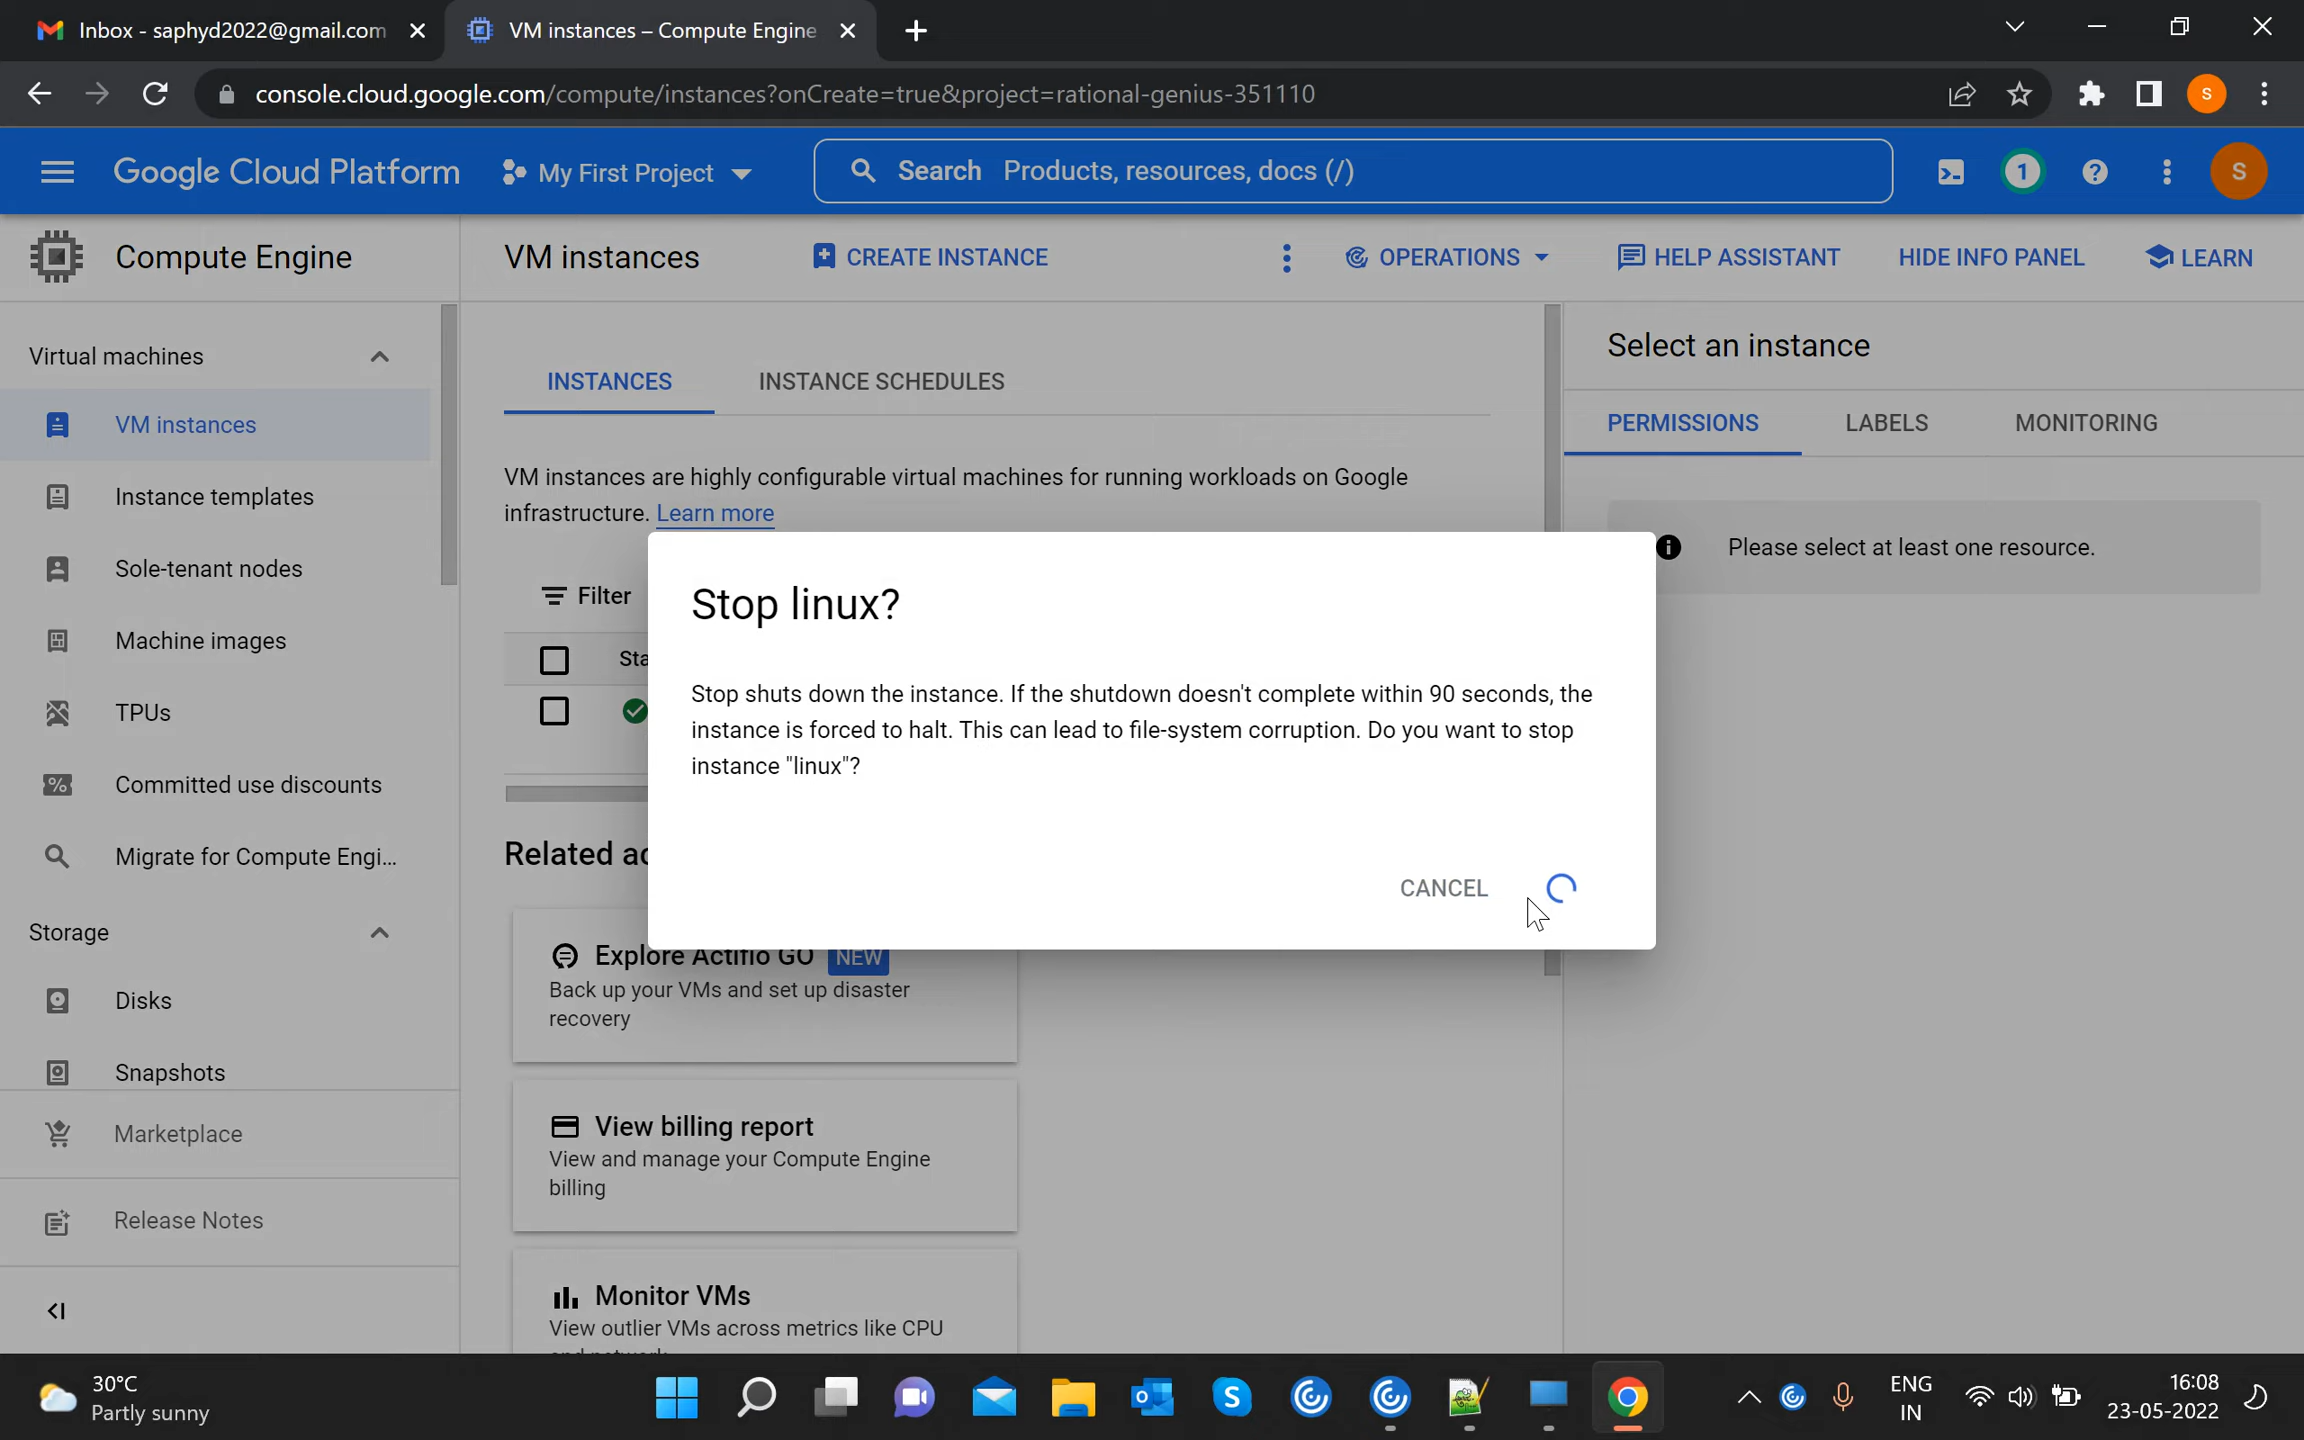 Inbox - saphyd2022@gmail.com
VM instances – Compute Engine
console.cloud.google.com/compute/instances?onCreate=true&project=rational-genius-351110
S
Google Cloud Platform
My First Project
Search Products, resources, docs (/)
1
S
Compute Engine
VM instances
CREATE INSTANCE
OPERATIONS
HELP ASSISTANT
HIDE INFO PANEL
LEARN
Virtual machines
VM instances
Instance templates
Sole-tenant nodes
Machine images
TPUs
Committed use discounts
Migrate for Compute Engi...
Storage
Disks
Snapshots
Marketplace
Release Notes
INSTANCES
INSTANCE SCHEDULES
VM instances are highly configurable virtual machines for running workloads on Google
infrastructure. Learn more
Filter
Sta
Related ac
Explore Actifio GO NEW
Back up your VMs and set up disaster
recovery
View billing report
View and manage your Compute Engine
billing
Monitor VMs
View outlier VMs across metrics like CPU
and network
Select an instance
PERMISSIONS
LABELS
MONITORING
Please select at least one resource.
Stop linux?
Stop shuts down the instance. If the shutdown doesn't complete within 90 seconds, the
instance is forced to halt. This can lead to file-system corruption. Do you want to stop
instance "linux"?
CANCEL
30°C
Partly sunny
ENG
IN
16:08
23-05-2022